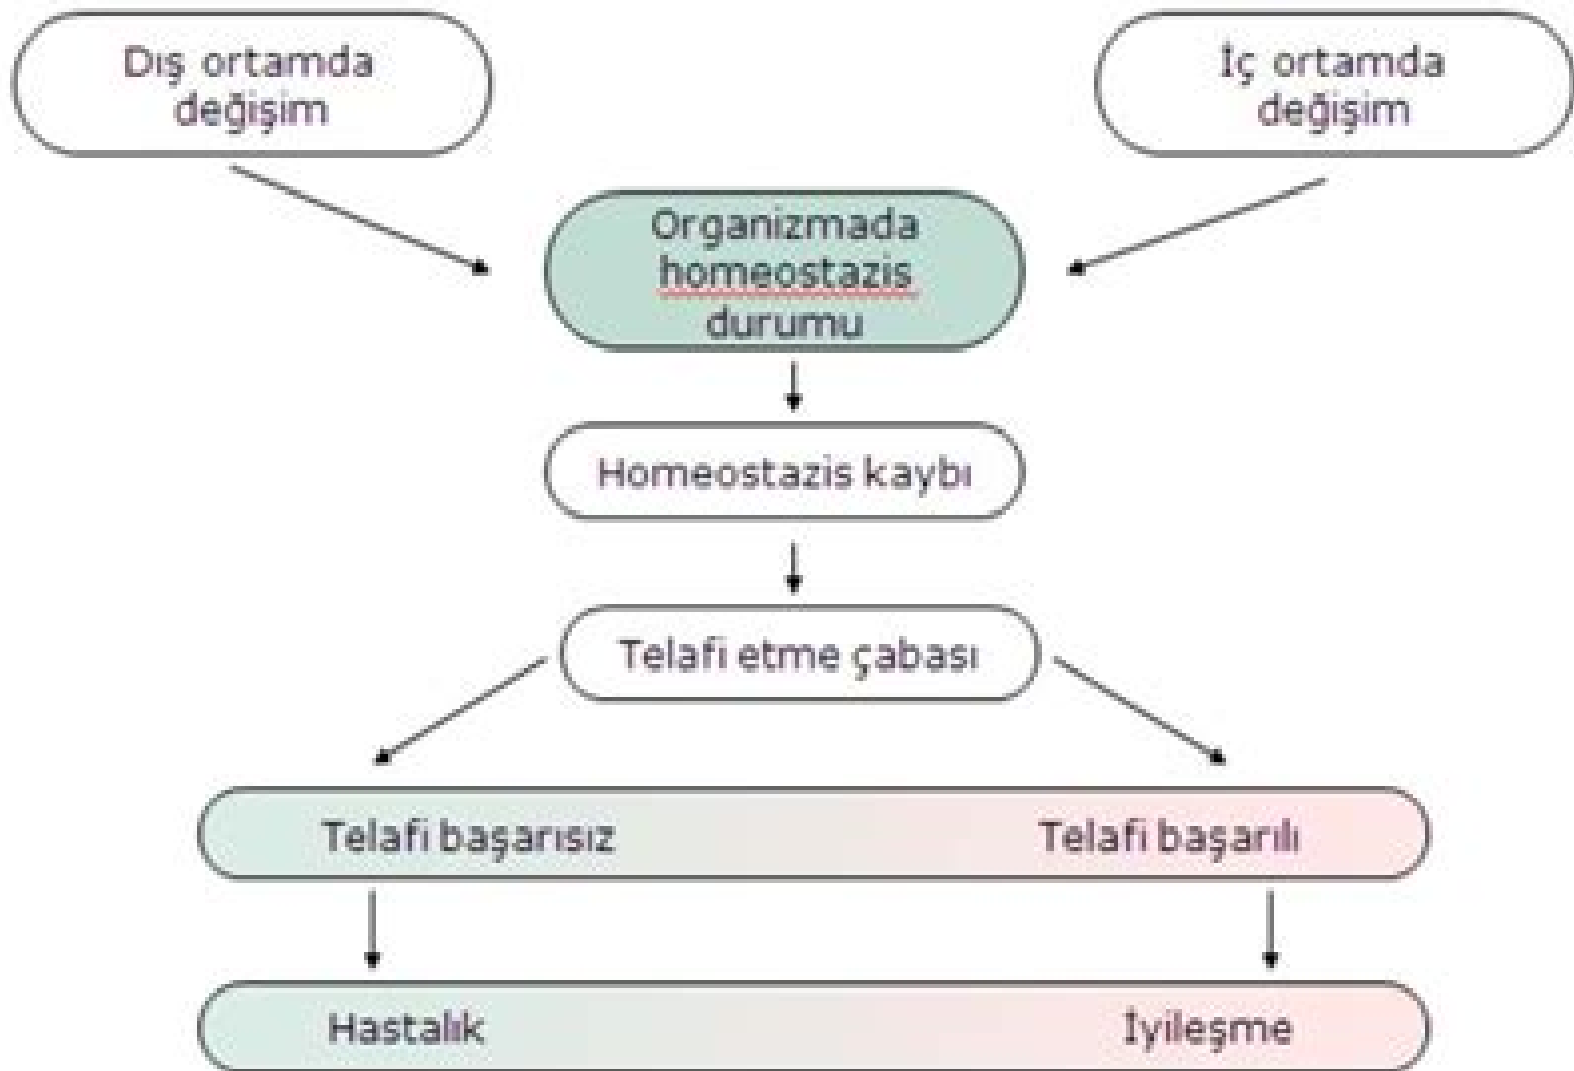 Dış ortamda
değişim
İç ortamda
değişim
Organizmada
homeostazis
durumu
Homeostazis kaybı
Telafi etme çabası
Telafi başarısız
Telafi başarılı
Hastalık
İyileşme